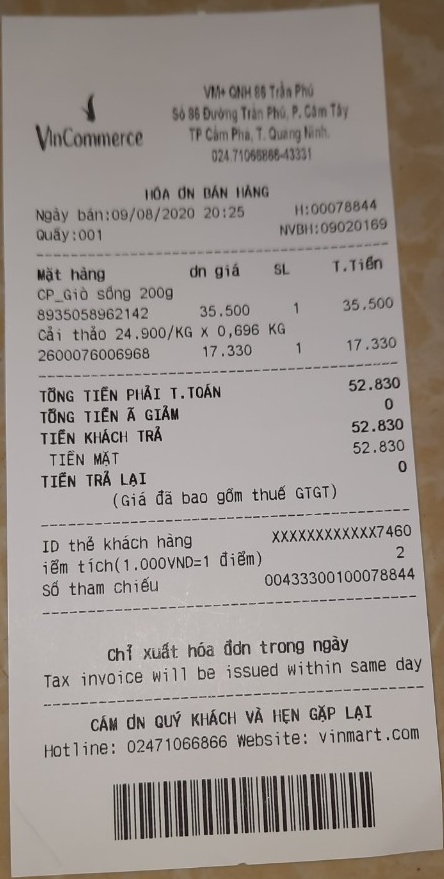 VinCommerce
VM+ QNH 86 Trần Phú
Số 86 Đường Trần Phú, P. Cẩm Tây
TP Cẩm Phả, T. Quảng Ninh.
024.71066866-43331
HÓA ƠN BÁN HÀNG
Ngày bán:09/08/2020 20:25 H:00078844
Quầy:001 NVBH:09020169
Mặt hàng ơn giá SL T.Tiền
CP_Giò sống 200g
8935058962142 35.500 1 35.500
Cải thảo 24.900/KG X 0,696 KG
2600076006968 17.330 1 17.330
TỔNG TIỀN PHẢI T.TOÁN 52.830
TỔNG TIỀN Ã GIẢM 0
TIỀN KHÁCH TRẢ 52.830
TIỀN MẶT 52.830
TIỀN TRẢ LẠI 0
(Giá đã bao gồm thuế GTGT)
ID thẻ khách hàng XXXXXXXXXXXX7460
iểm tích(1.000VND=1 điểm) 2
Số tham chiếu 00433300100078844
Chỉ xuất hóa đơn trong ngày
Tax invoice will be issued within same day
CẢM ƠN QUÝ KHÁCH VÀ HẸN GẶP LẠI
Hotline: 02471066866 Website: vinmart.com